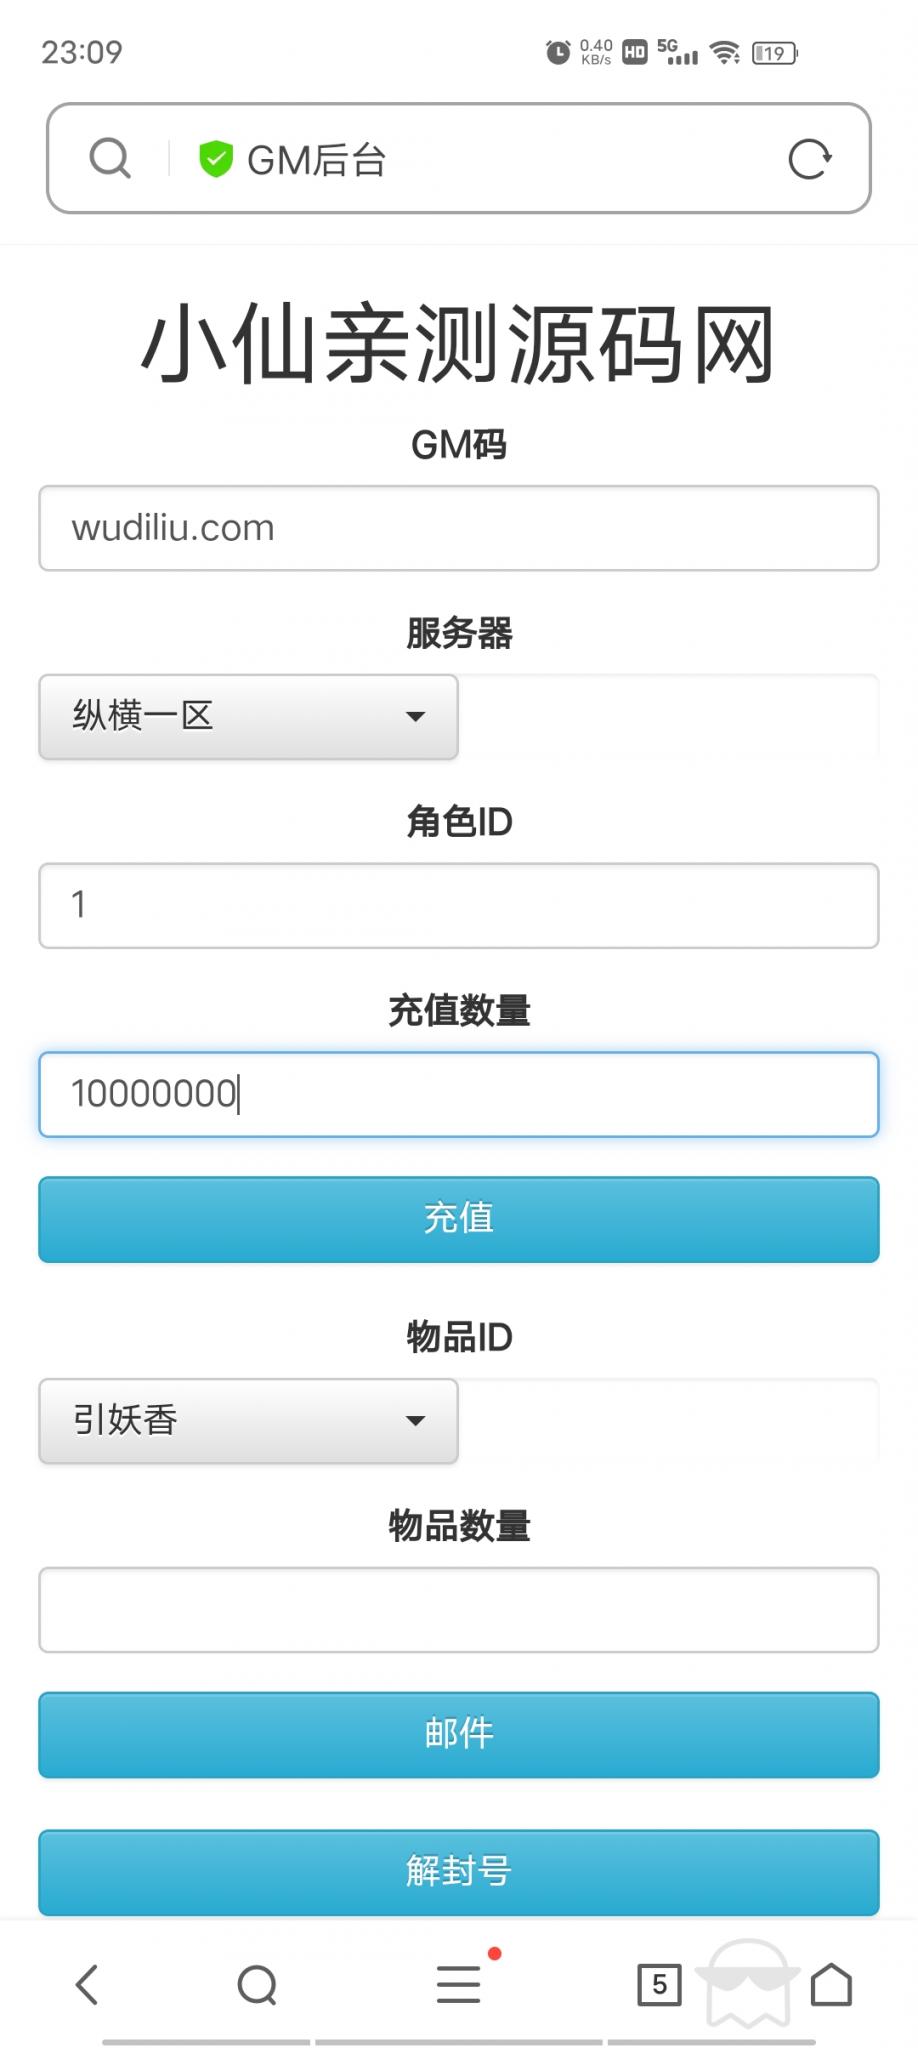 23:09
0.40 KB/s HD 5G 19
GM后台
小仙亲测源码网
GM码
wudiliu.com
服务器
纵横一区
角色ID
1
充值数量
10000000
充值
物品ID
引妖香
物品数量
邮件
解封号
5